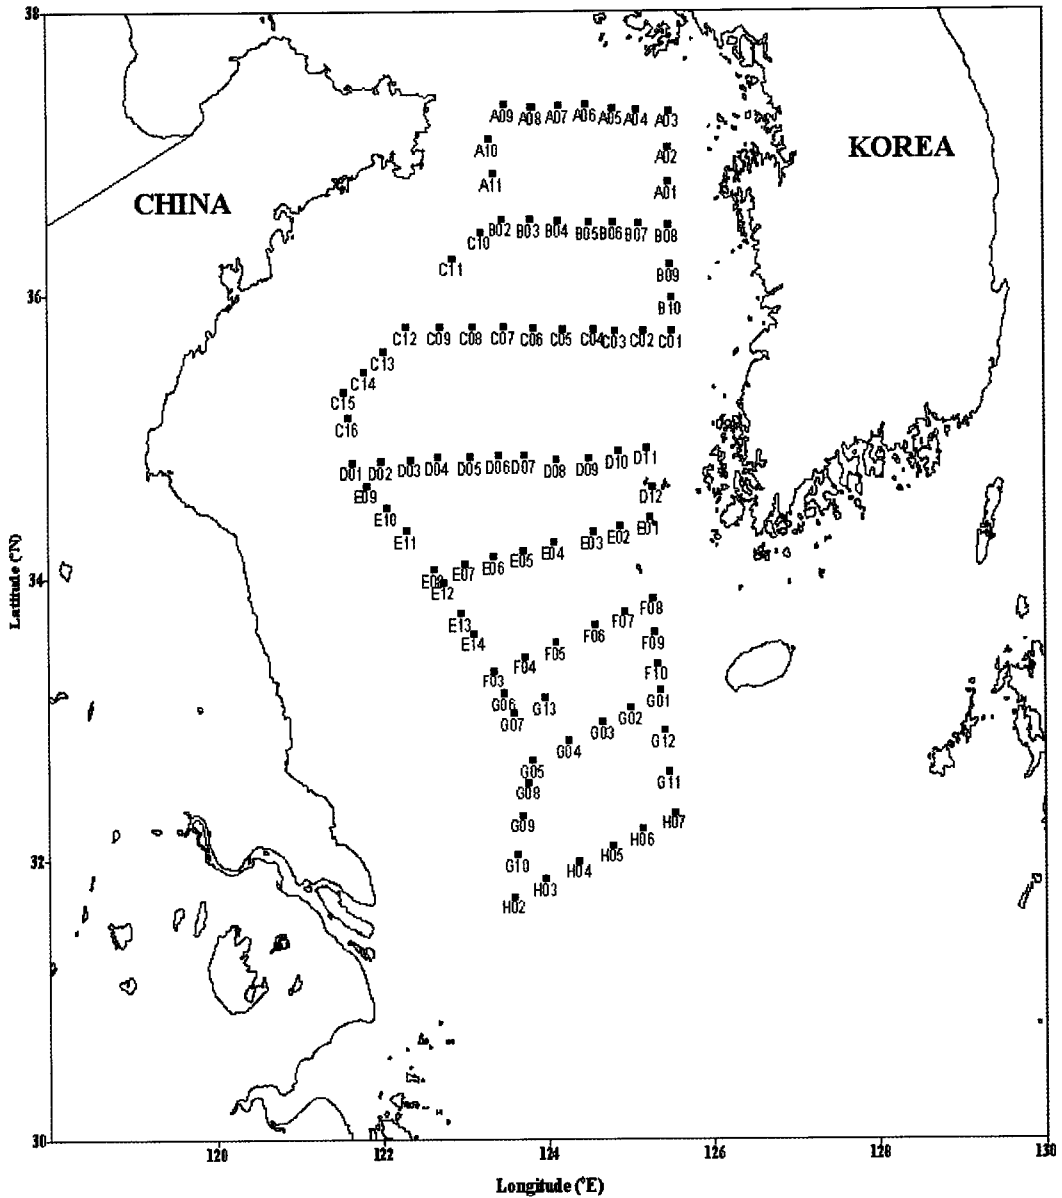 38
A09 A08 A07 A06 A05 A04 A03
A10 A02
KOREA
A11 A01
CHINA
B02 B03 B04 B05 B06 B07 B08
C10
C11 B09
36
B10
C12 C09 C08 C07 C06 C05 C04 C03 C02 C01
C13
C14
C15
C16
D01 D02 D03 D04 D05 D06 D07 D08 D09 D10 D11
E09 D12
E10
E11 E01
E08 E07 E06 E05 E04 E03 E02
34
E12
E13 F08
E14 F07
F03 F04 F05 F06 F09
F10
G06 G13 G01
G07 G02
G04 G03 G12
G05 G11
G08
G09 H07
H06
32
G10 H05
H03 H04
H02
30
120 122 124 126 128 130
Latitude (°N)
Longitude (°E)